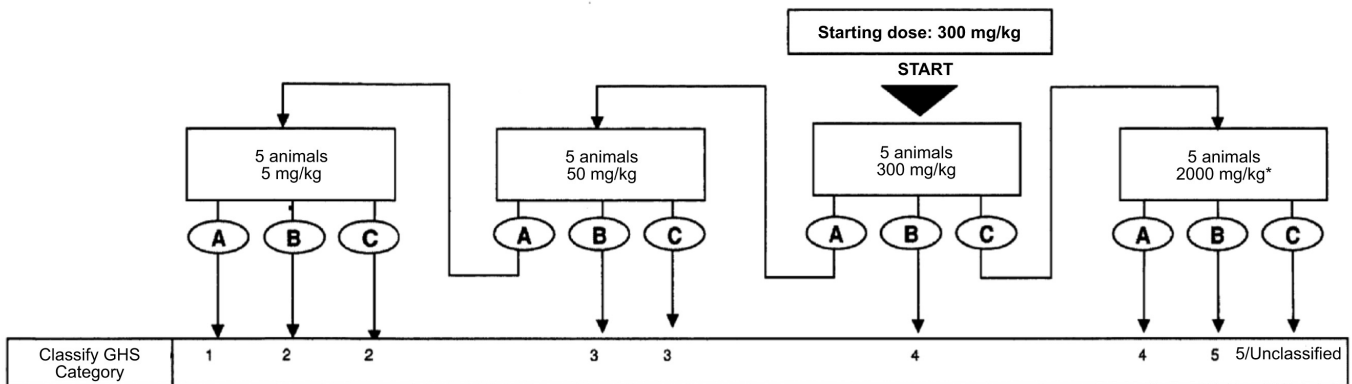 Starting dose: 300 mg/kg
START
5 animals
5 mg/kg
5 animals
50 mg/kg
5 animals
300 mg/kg
5 animals
2000 mg/kg*
A B C A B C A B C A B C
Classify GHS
Category
1 2 2 3 3 4 4 5 5/Unclassified